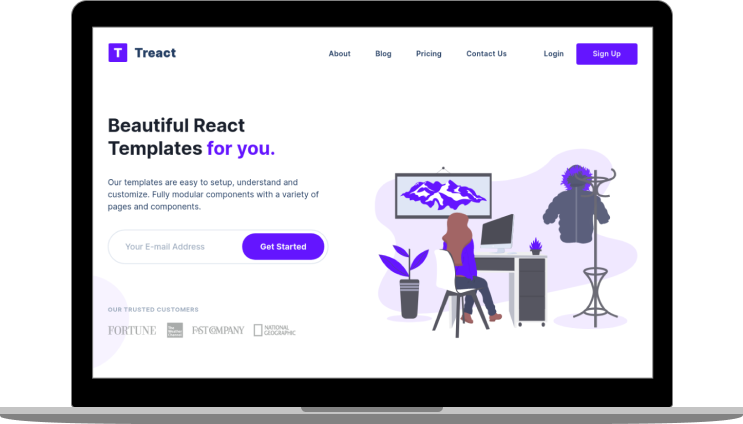 T Treact
About Blog Pricing Contact Us Login Sign Up
Beautiful React
Templates for you.
Our templates are easy to setup, understand and
customize. Fully modular components with a variety of
pages and components.
Your E-mail Address Get Started
OUR TRUSTED CUSTOMERS
FORTUNE
FAST COMPANY
NATIONAL
GEOGRAPHIC